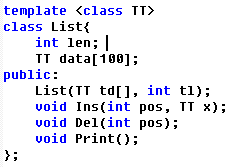 template <class TT>
class List{
    int len;
    TT data[100];
public:
    List(TT td[], int tl);
    void Ins(int pos, TT x);
    void Del(int pos);
    void Print();
};